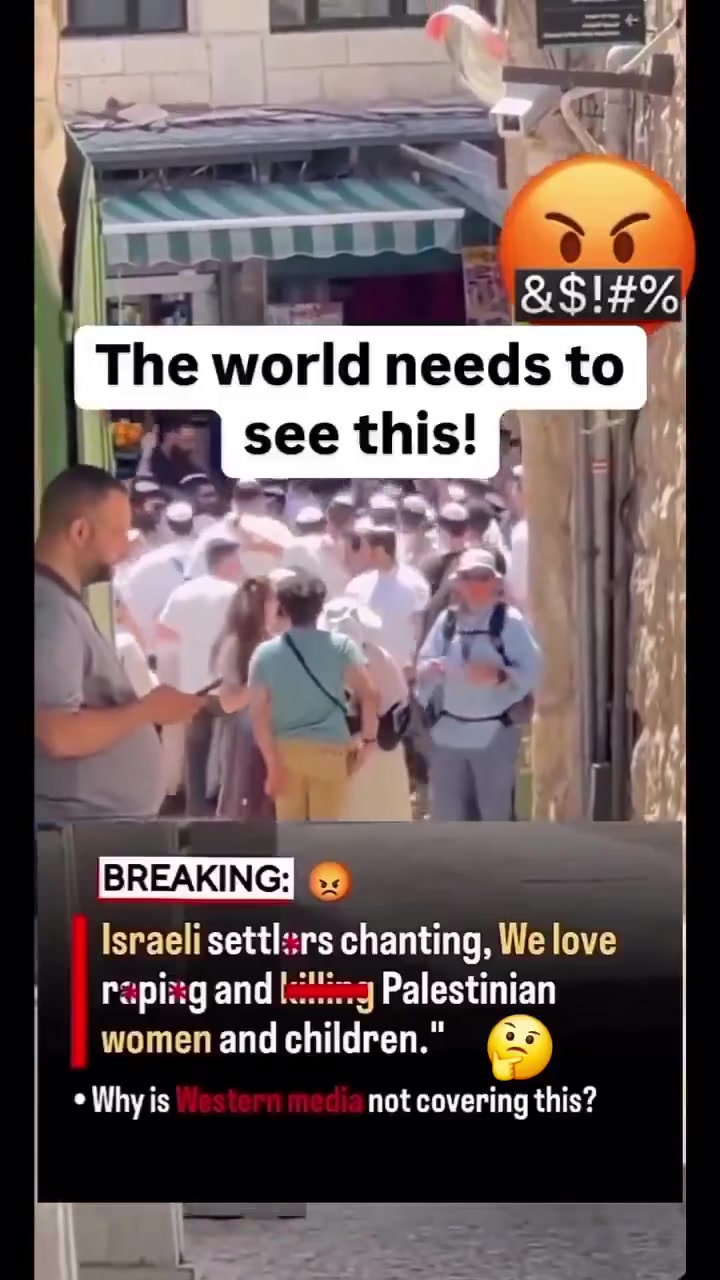 &$!#%
The world needs to
see this!
BREAKING:
Israeli settl*rs chanting, We love
r*pi*g and killing Palestinian
women and children."
• Why is Western media not covering this?